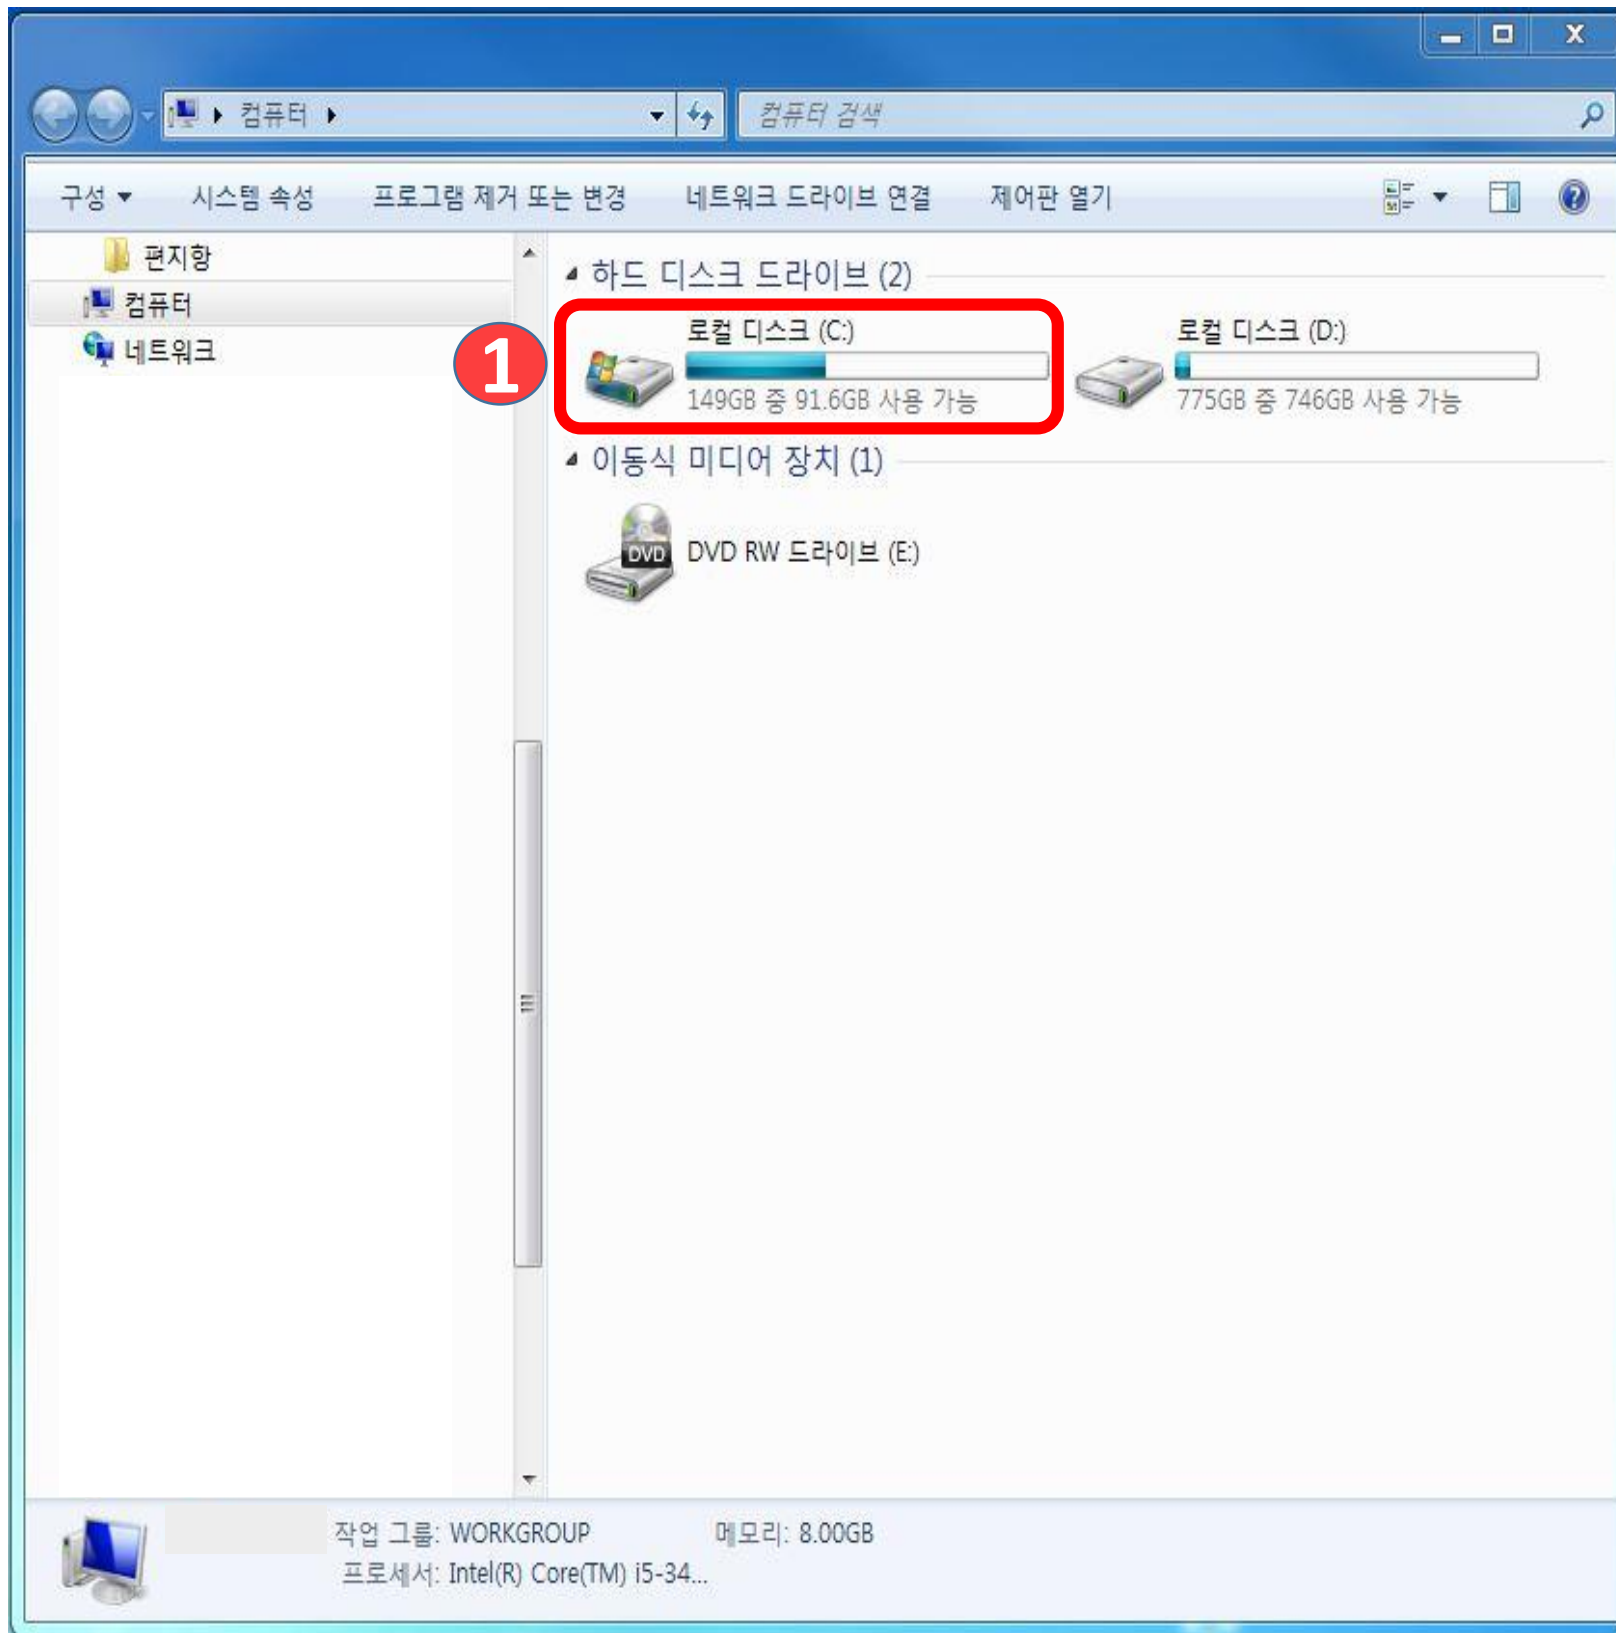 컴퓨터
컴퓨터 검색
구성 시스템 속성 프로그램 제거 또는 변경 네트워크 드라이브 연결 제어판 열기
편지함
컴퓨터
네트워크
하드 디스크 드라이브 (2)
1
로컬 디스크 (C:)
149GB 중 91.6GB 사용 가능
로컬 디스크 (D:)
775GB 중 746GB 사용 가능
이동식 미디어 장치 (1)
DVD
DVD RW 드라이브 (E:)
작업 그룹: WORKGROUP 메모리: 8.00GB
프로세서: Intel(R) Core(TM) i5-34...